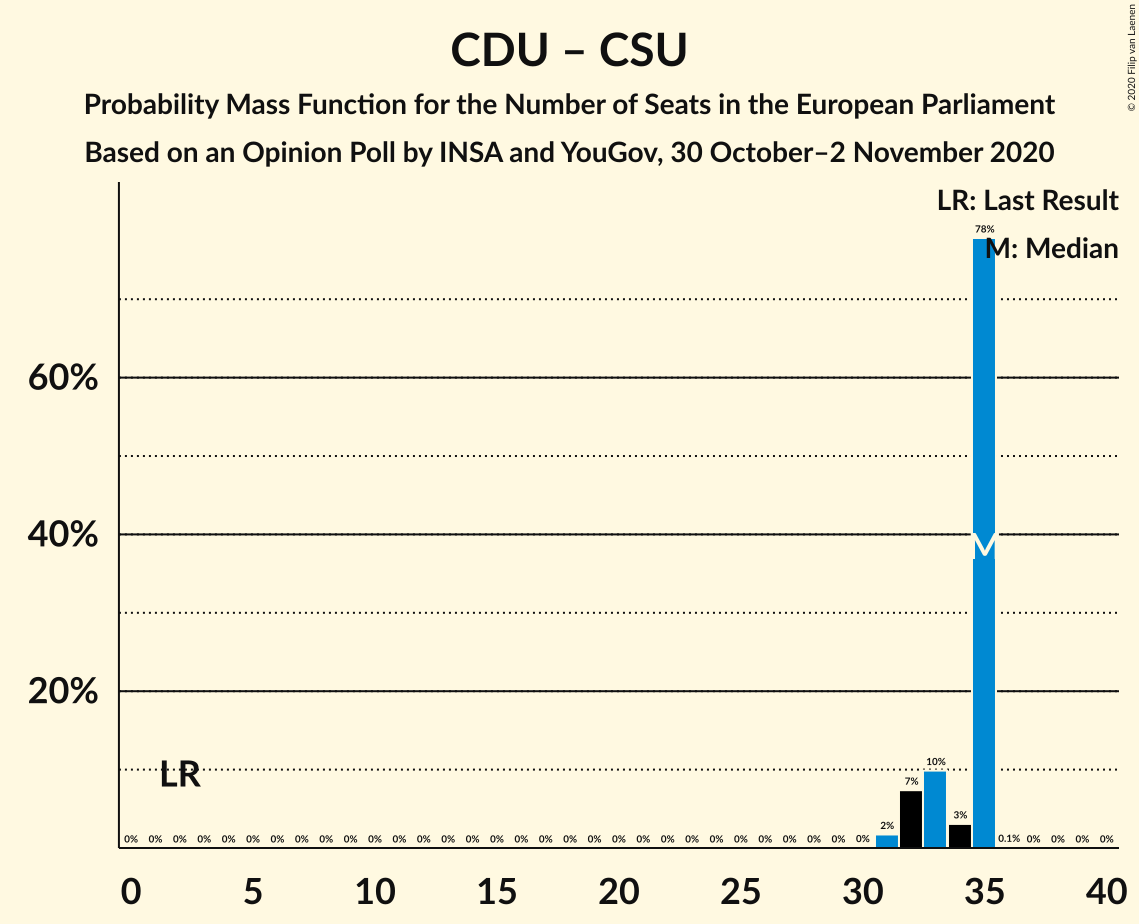 CDU – CSU
Probability Mass Function for the Number of Seats in the European Parliament
Based on an Opinion Poll by INSA and YouGov, 30 October–2 November 2020
© 2020 Filip van Laenen
LR: Last Result
M: Median
78%
60%
40%
M
20%
LR
0% 0% 0% 0% 0% 0% 0% 0% 0% 0% 0% 0% 0% 0% 0% 0% 0% 0% 0% 0% 0% 0% 0% 0% 0% 0% 0% 0% 0% 0% 0% 2% 7% 10% 3% 0.1% 0% 0% 0% 0%
0 5 10 15 20 25 30 35 40